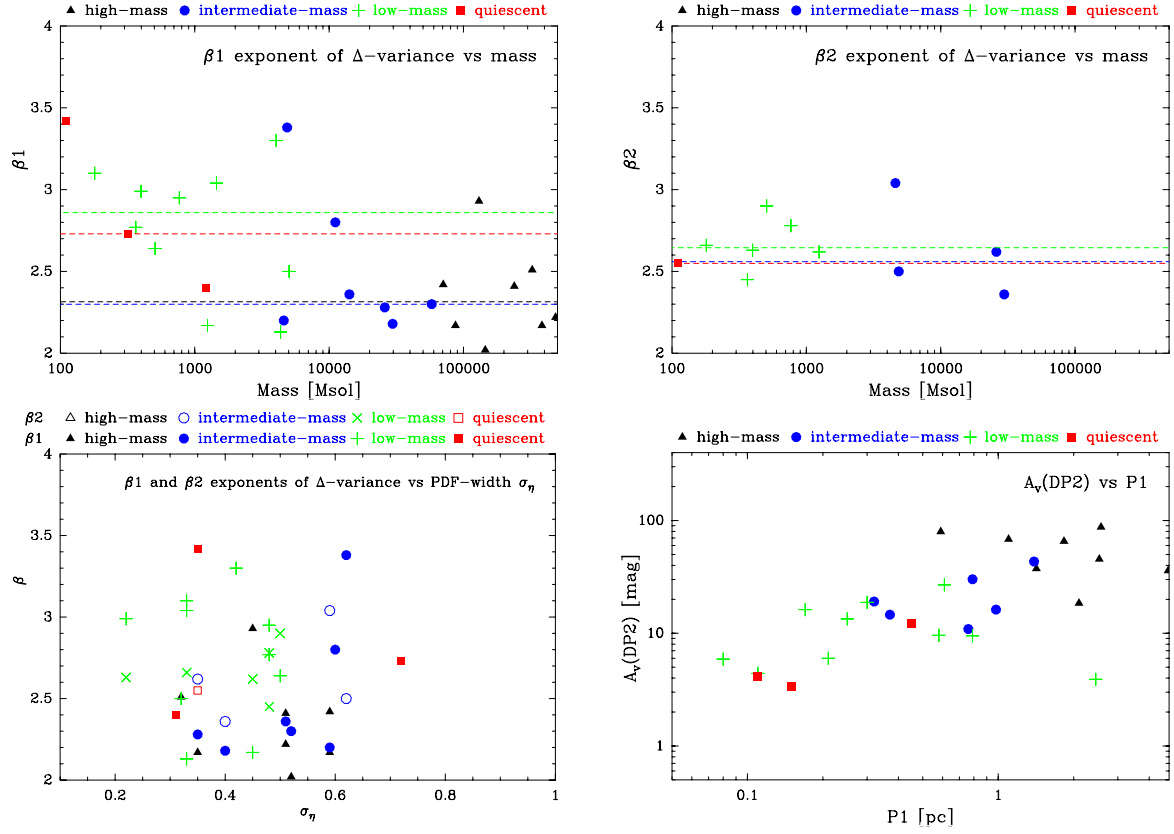 high-mass intermediate-mass low-mass quiescent
β1 exponent of Δ-variance vs mass
4
3.5
3
2.5
2
β1
100 1000 10000 100000
Mass [Msol]
high-mass intermediate-mass low-mass quiescent
β2 exponent of Δ-variance vs mass
4
3.5
3
2.5
2
β2
100 1000 10000 100000
Mass [Msol]
β2 high-mass intermediate-mass low-mass quiescent
β1 high-mass intermediate-mass low-mass quiescent
β1 and β2 exponents of Δ-variance vs PDF-width σ_η
4
3.5
3
2.5
2
β
0.2 0.4 0.6 0.8 1
σ_η
high-mass intermediate-mass low-mass quiescent
A_v(DP2) vs P1
100
10
1
A_v(DP2) [mag]
0.1 1
P1 [pc]